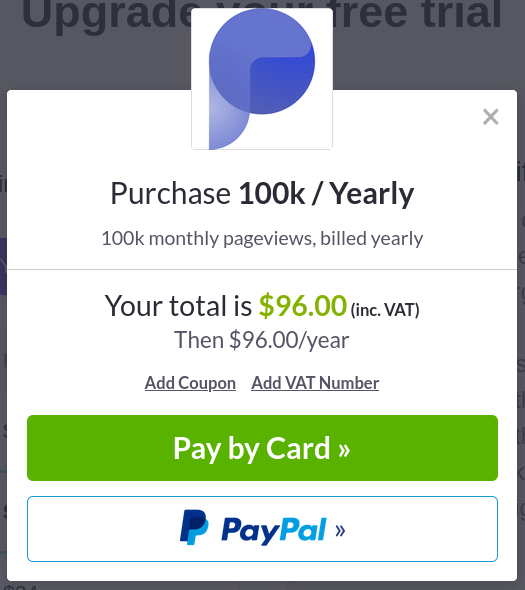 Upgrade your free trial
×
Purchase 100k / Yearly
100k monthly pageviews, billed yearly
Your total is $96.00 (inc. VAT)
Then $96.00/year
Add Coupon Add VAT Number
Pay by Card »
PayPal »